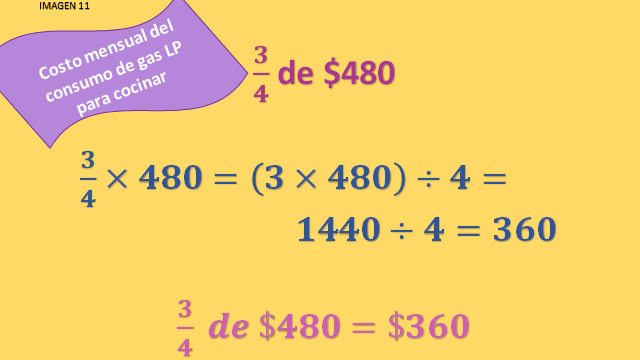 IMAGEN 11
Costo mensual del
consumo de gas LP
para cocinar
3/4 de $480
3/4 × 480 = (3 × 480) ÷ 4 =
1440 ÷ 4 = 360
3/4 de $480 = $360